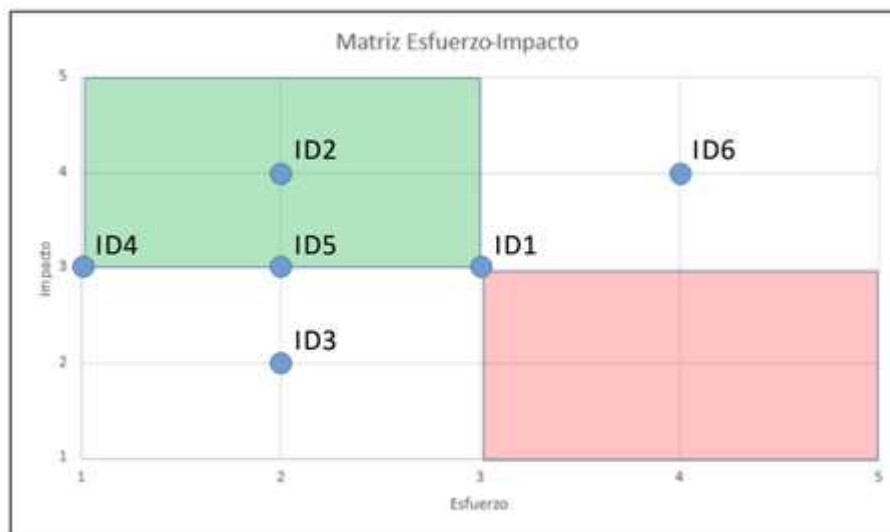 Matriz Esfuerzo-Impacto
5
ID2
ID6
4
ID4
ID5
ID1
3
Impacto
ID3
2
1
1
2
3
4
5
Esfuerzo